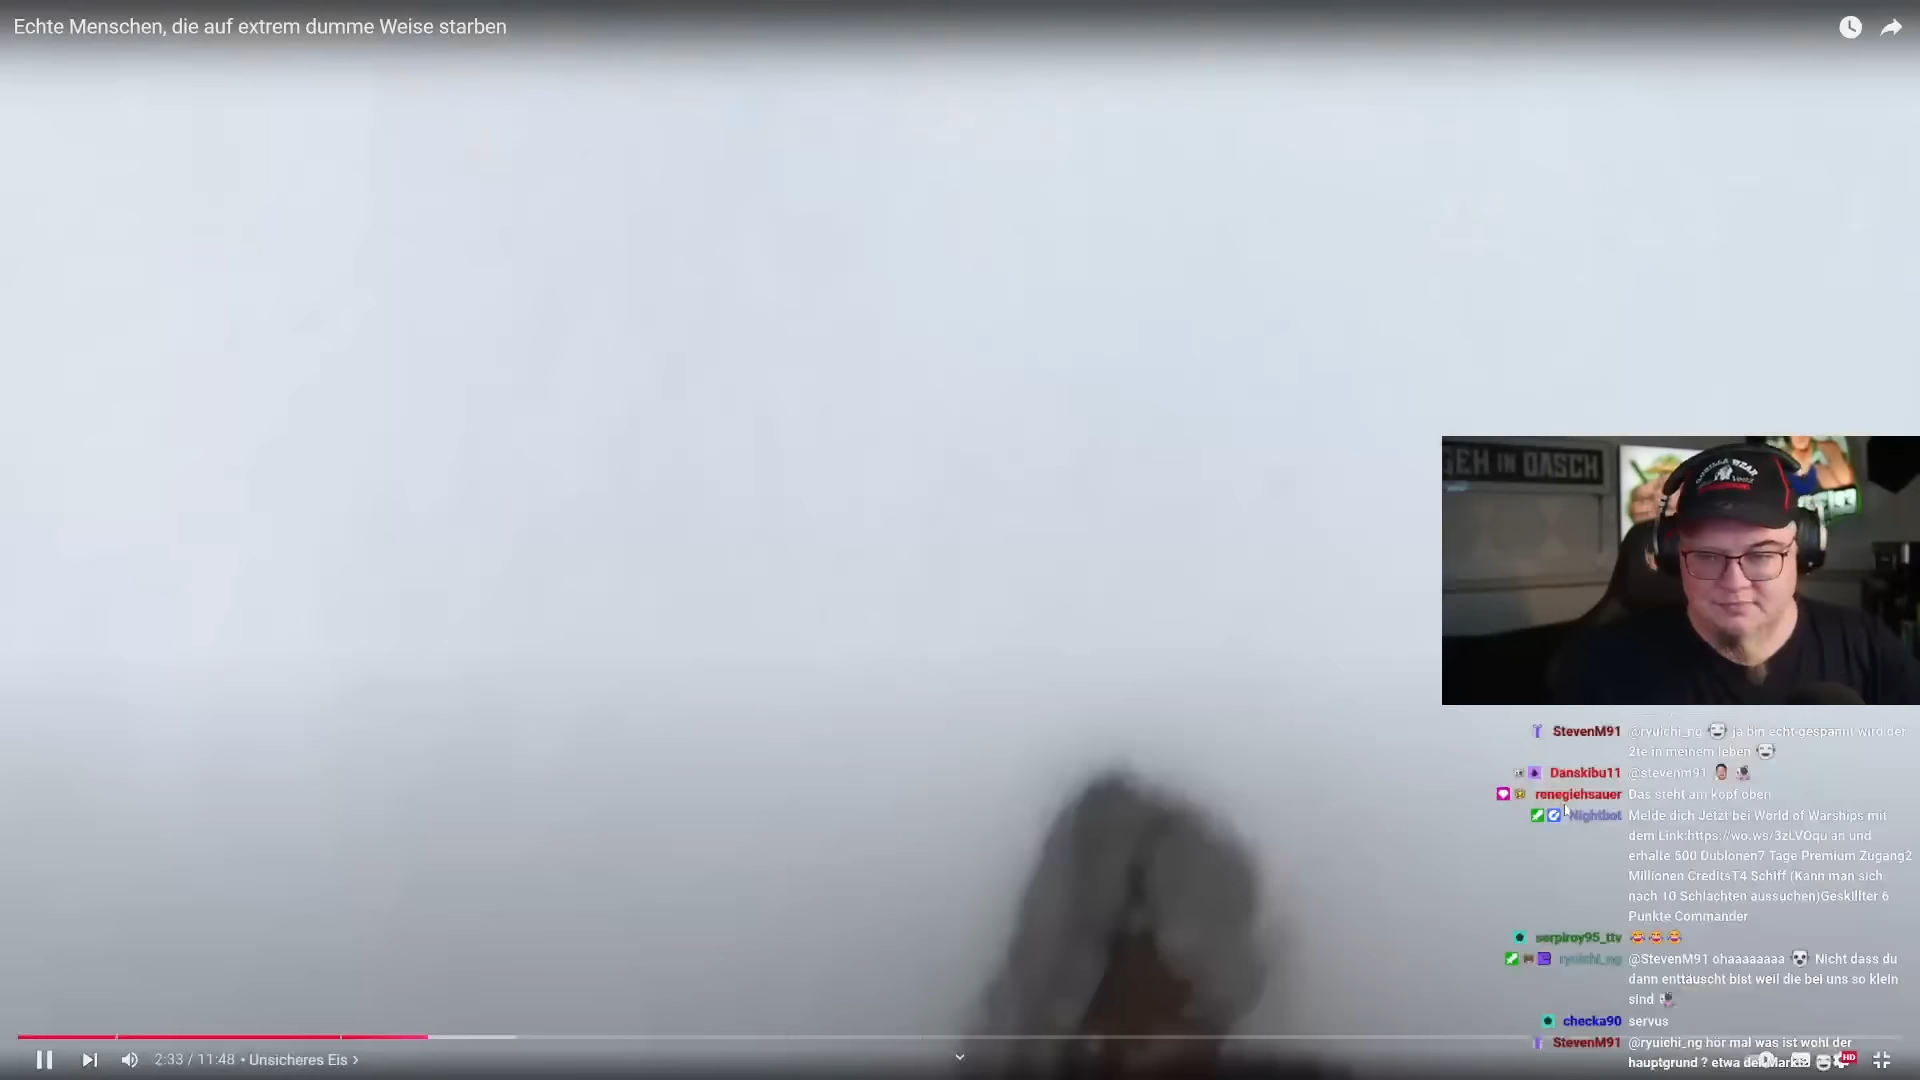 Echte Menschen, die auf extrem dumme Weise starben
GEH IN DASCH
GORILLA WEAR
StevenM91 @ryuichi_ng ja bin echt gespannt wird der
2te in meinem leben
Danskibu11 @stevenm91
renegiehsauer Das steht am kopf oben
Nightbot Melde dich Jetzt bei World of Warships mit
dem Link:https://wo.ws/3zLVOqu an und
erhalte 500 Dublonen7 Tage Premium Zugang2
Millionen CreditsT4 Schiff (Kann man sich
nach 10 Schlachten aussuchen)Geskillter 6
Punkte Commander
serpiroy95_ttv
ryuichi_ng @StevenM91 ohaaaaaaaa Nicht dass du
dann enttäuscht bist weil die bei uns so klein
sind
checka90 servus
StevenM91 @ryuichi_ng hör mal was ist wohl der
hauptgrund ? etwa der Markt?
2:33 / 11:48 • Unsicheres Eis
HD